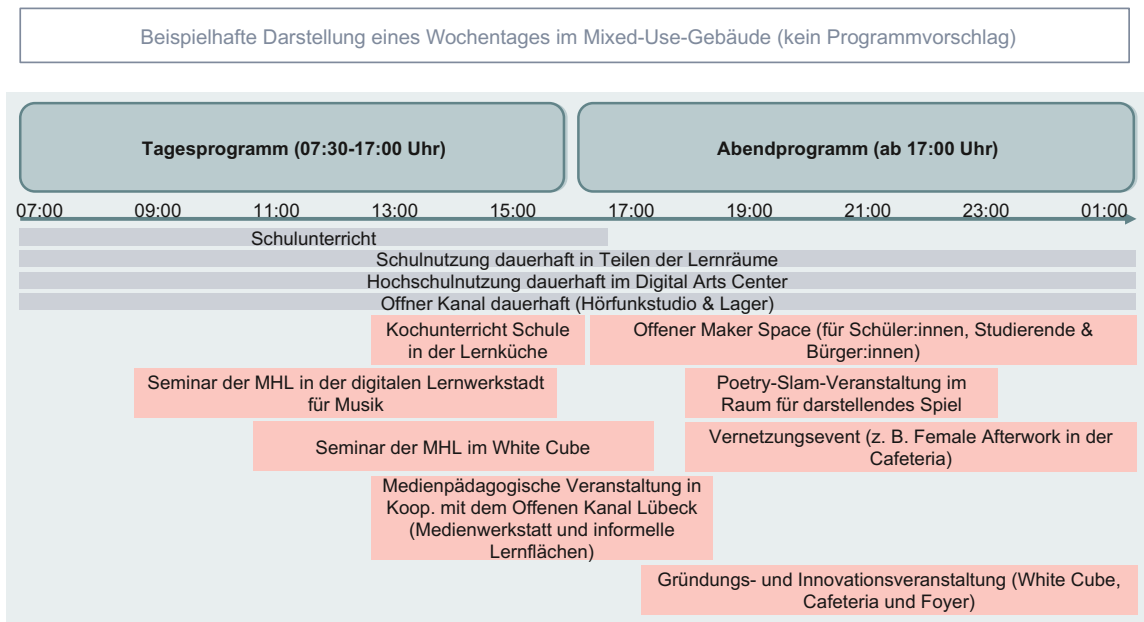 Beispielhafte Darstellung eines Wochentages im Mixed-Use-Gebäude (kein Programmvorschlag)
Tagesprogramm (07:30-17:00 Uhr)
Abendprogramm (ab 17:00 Uhr)
07:00 09:00 11:00 13:00 15:00 17:00 19:00 21:00 23:00 01:00
Schulunterricht
Schulnutzung dauerhaft in Teilen der Lernräume
Hochschulnutzung dauerhaft im Digital Arts Center
Offner Kanal dauerhaft (Hörfunkstudio & Lager)
Kochunterricht Schule
in der Lernküche
Offener Maker Space (für Schüler:innen, Studierende &
Bürger:innen)
Seminar der MHL in der digitalen Lernwerkstadt
für Musik
Poetry-Slam-Veranstaltung im
Raum für darstellendes Spiel
Seminar der MHL im White Cube
Vernetzungsevent (z. B. Female Afterwork in der
Cafeteria)
Medienpädagogische Veranstaltung in
Koop. mit dem Offenen Kanal Lübeck
(Medienwerkstatt und informelle
Lernflächen)
Gründungs- und Innovationsveranstaltung (White Cube,
Cafeteria und Foyer)